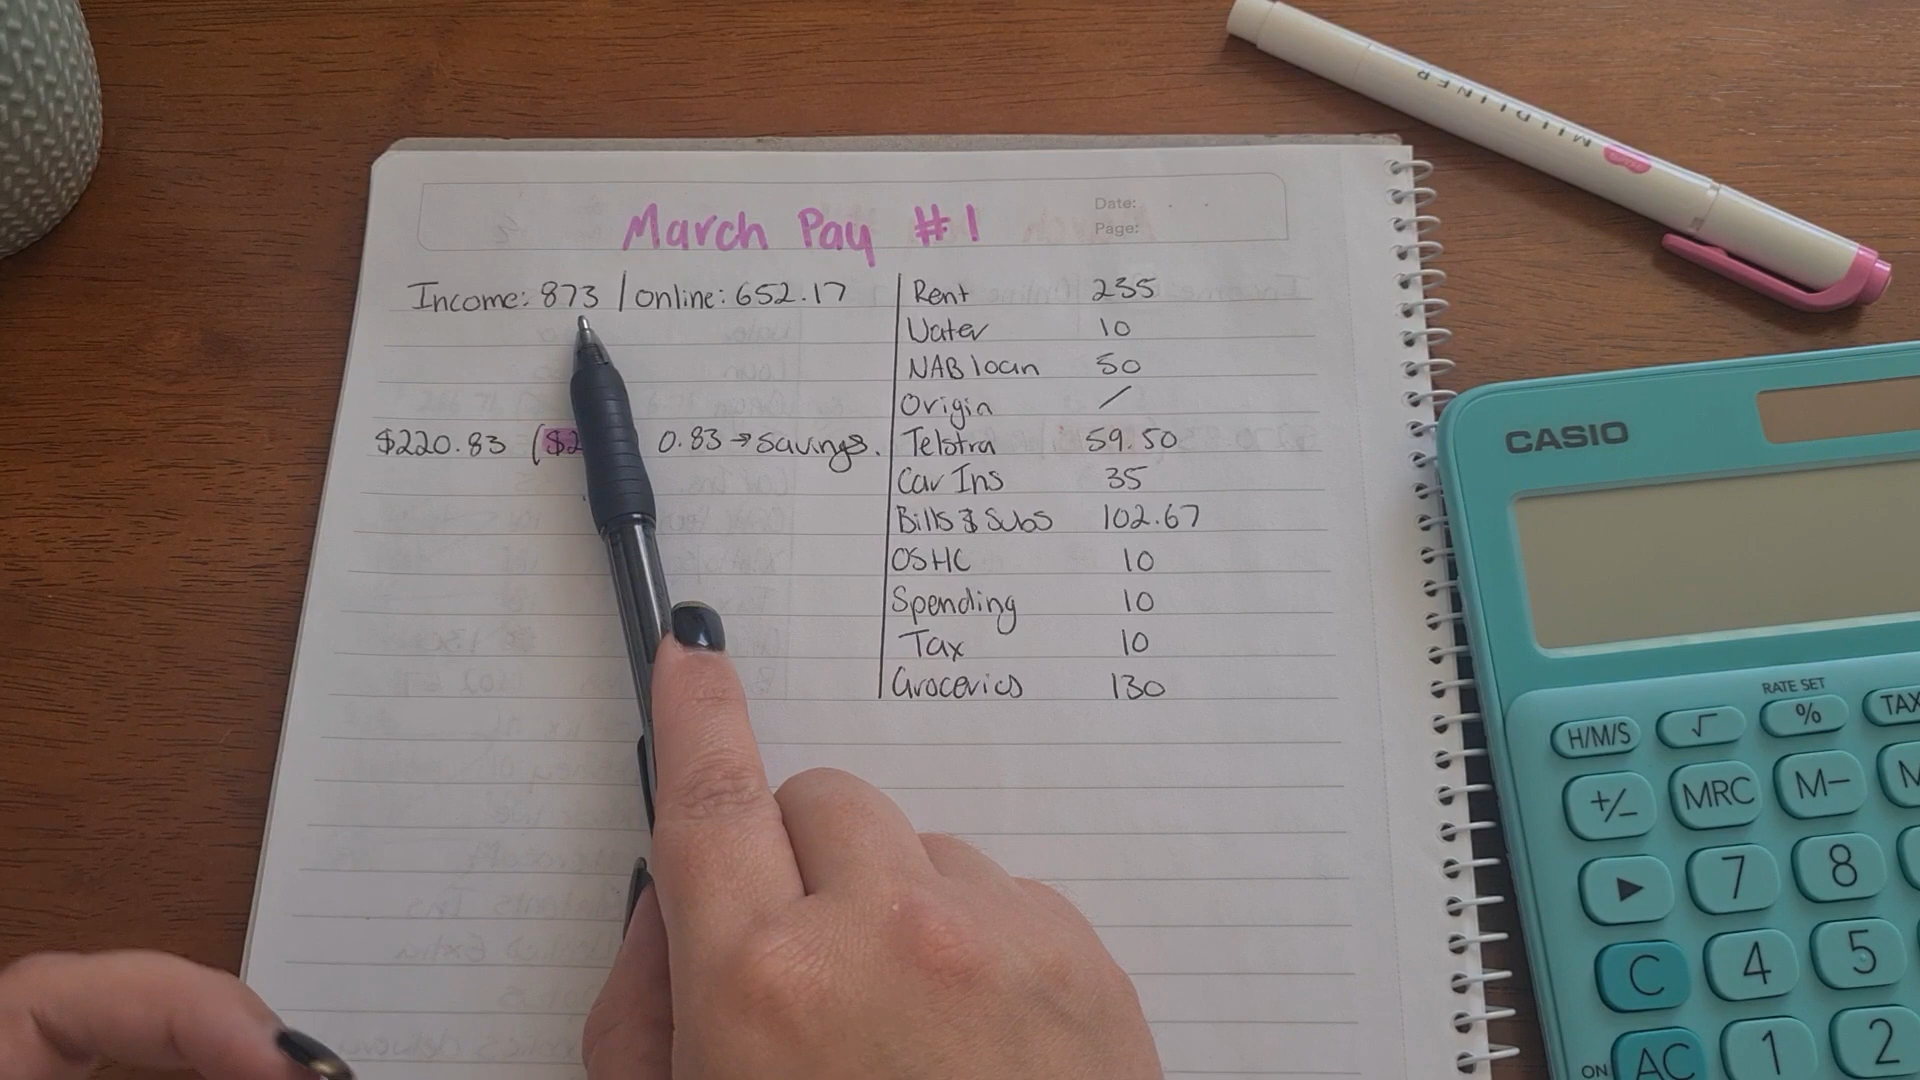 Date:
Page:
March Pay #1
Income: 873 | online: 652.17
$220.83 ($2 0.83 → savings.
Rent 235
Water 10
NAB loan 50
Origin /
Telstra 59.50
Car Ins 35
Bills & Subs 102.67
OSHC 10
Spending 10
Tax 10
Groceries 130
MILDLINER
CASIO
RATE SET
H/M/S √ % TAX
+/− MRC M− M
▶ 7 8
C 4 5
ON AC 1 2